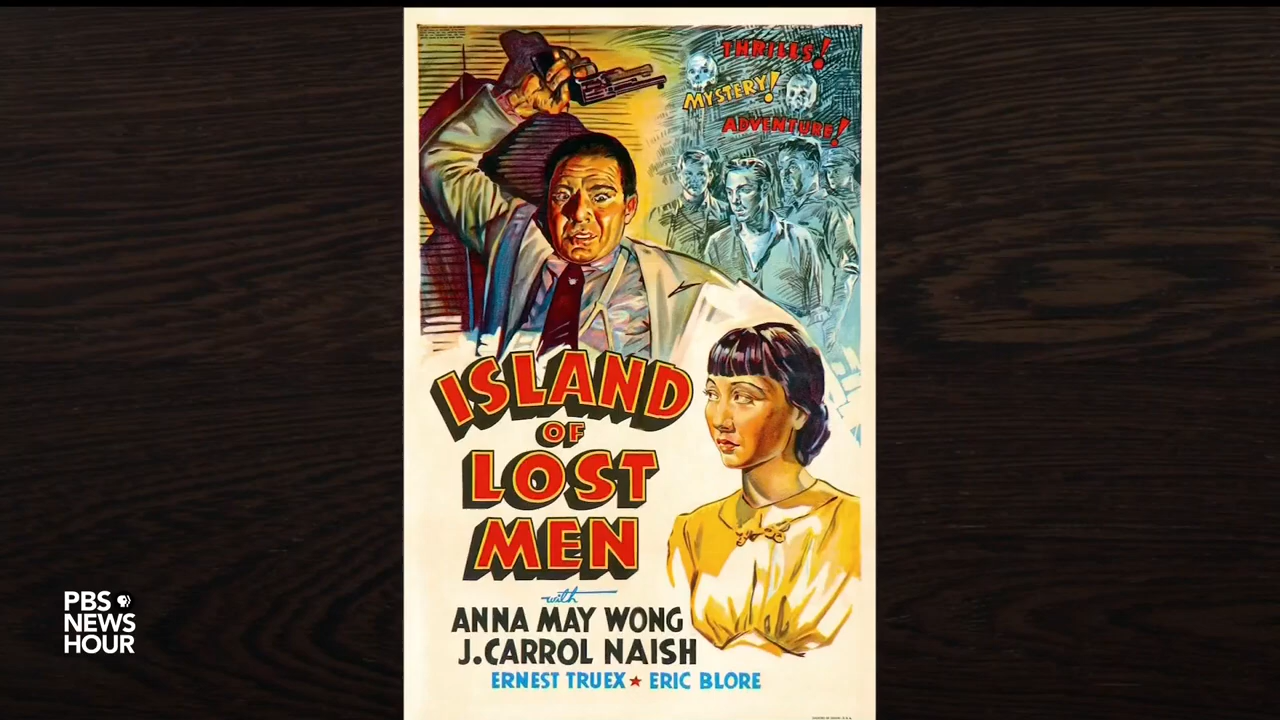 THRILLS!
MYSTERY!
ADVENTURE!
ISLAND
OF
LOST
MEN
with
ANNA MAY WONG
J. CARROL NAISH
ERNEST TRUEX ★ ERIC BLORE
PBS
NEWS
HOUR